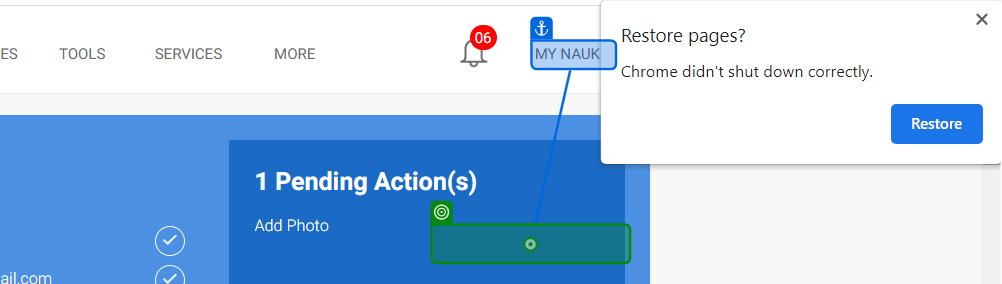 ES TOOLS SERVICES MORE 06 MY NAUK
Restore pages?
Chrome didn't shut down correctly.
Restore
1 Pending Action(s)
Add Photo
ail.com